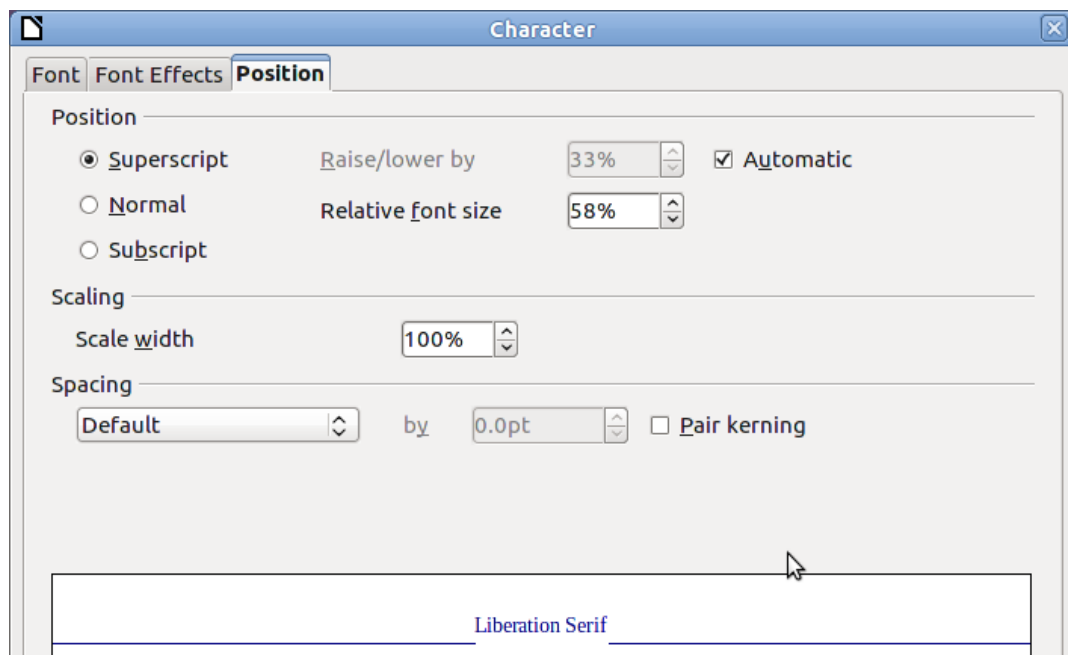 Character
Font Font Effects Position
Position
Superscript Raise/lower by 33% Automatic
Normal Relative font size 58%
Subscript
Scaling
Scale width 100%
Spacing
Default by 0.0pt Pair kerning
Liberation Serif